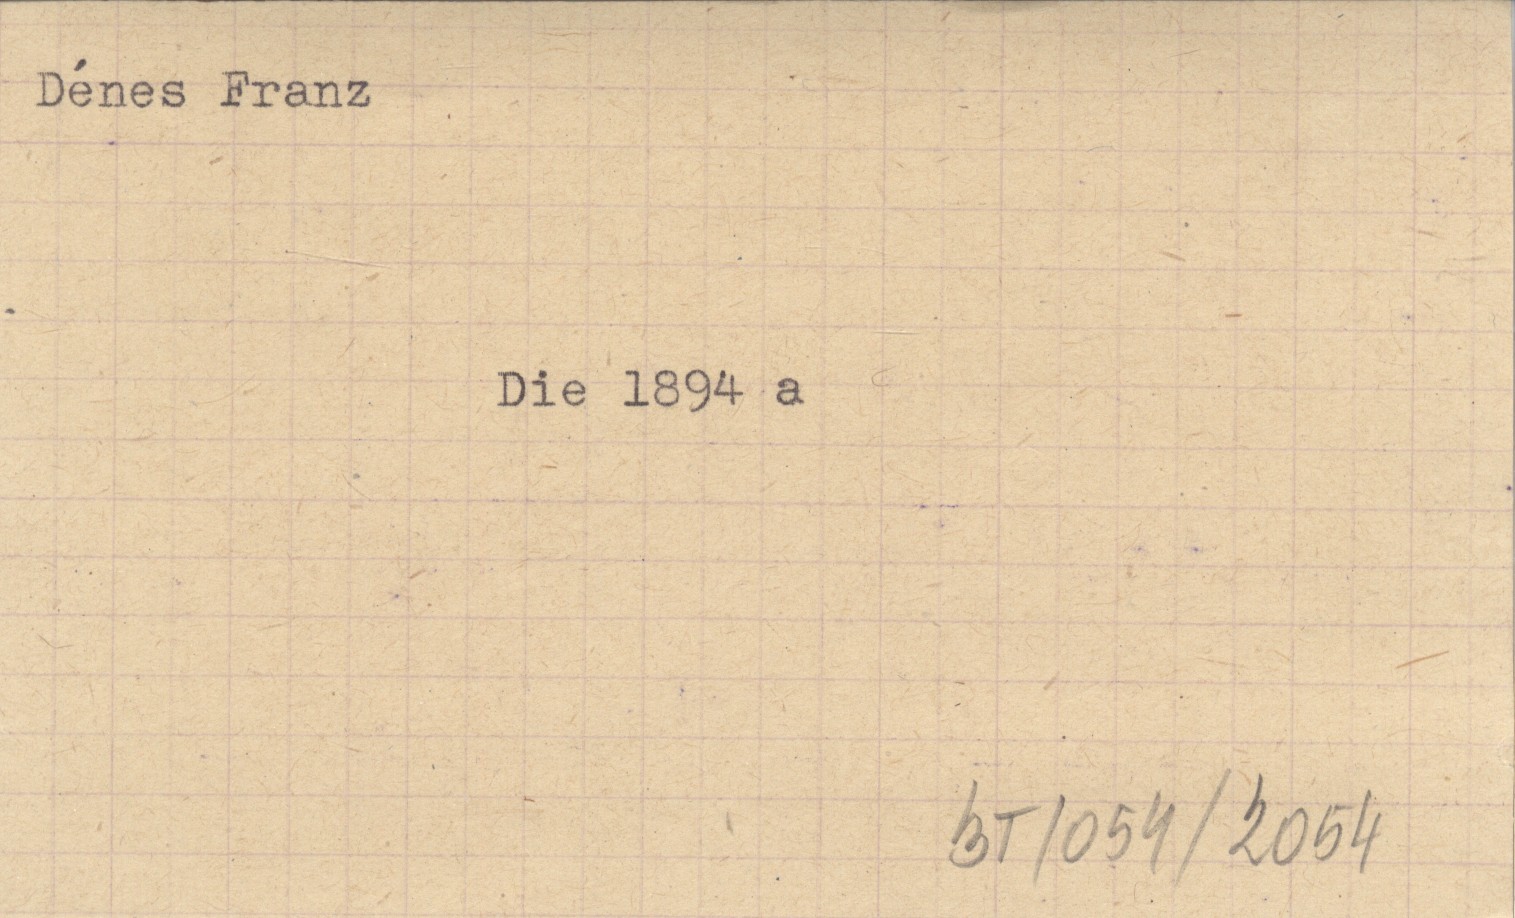 Dénes Franz
Die 1894 a
BT/054/2054